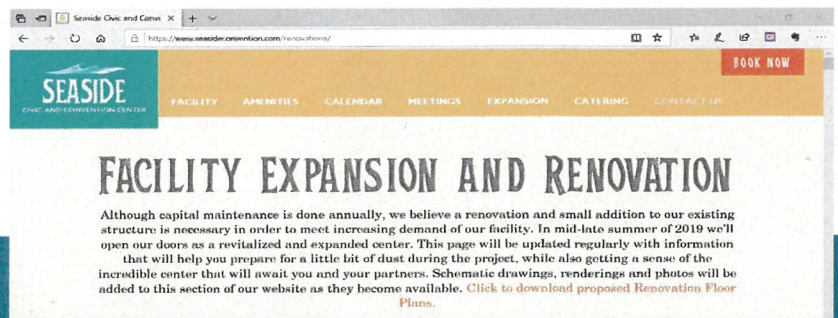 Seaside Civic and Conve
https://www.seasideconvention.com/renovations/
BOOK NOW
SEASIDE
CIVIC AND CONVENTION CENTER
FACILITY AMENITIES CALENDAR MEETINGS EXPANSION CATERING CONTACT US
FACILITY EXPANSION AND RENOVATION
Although capital maintenance is done annually, we believe a renovation and small addition to our existing
structure is necessary in order to meet increasing demand of our facility. In mid-late summer of 2019 we'll
open our doors as a revitalized and expanded center. This page will be updated regularly with information
that will help you prepare for a little bit of dust during the project, while also getting a sense of the
incredible center that will await you and your partners. Schematic drawings, renderings and photos will be
added to this section of our website as they become available. Click to download proposed Renovation Floor
Plans.